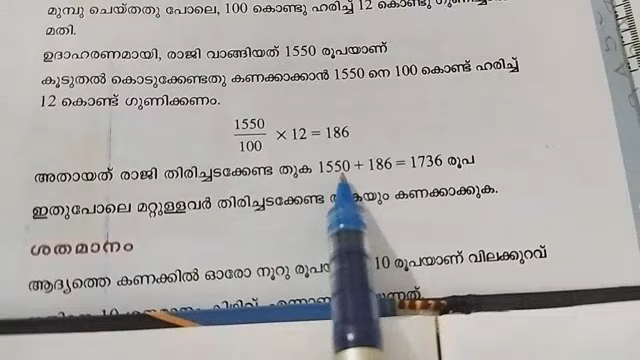 മുമ്പു ചെയ്തതു പോലെ, 100 കൊണ്ടു ഹരിച്ച് 12 കൊണ്ടു
മതി.
ഉദാഹരണമായി, രാജി വാങ്ങിയത് 1550 രൂപയാണ്
കൂടുതൽ കൊടുക്കേണ്ടതു കണക്കാക്കാൻ 1550 നെ 100 കൊണ്ട് ഹരിച്ച്
12 കൊണ്ട് ഗുണിക്കണം.
1550
100 × 12 = 186
അതായത് രാജി തിരിച്ചടക്കേണ്ട തുക 1550 + 186 = 1736 രൂപ
ഇതുപോലെ മറ്റുള്ളവർ തിരിച്ചടക്കേണ്ട കണക്കാക്കുക.
ശതമാനം
ആദ്യത്തെ കണക്കിൽ ഓരോ നൂറു 10 രൂപയാണ് വിലക്കുറവ്